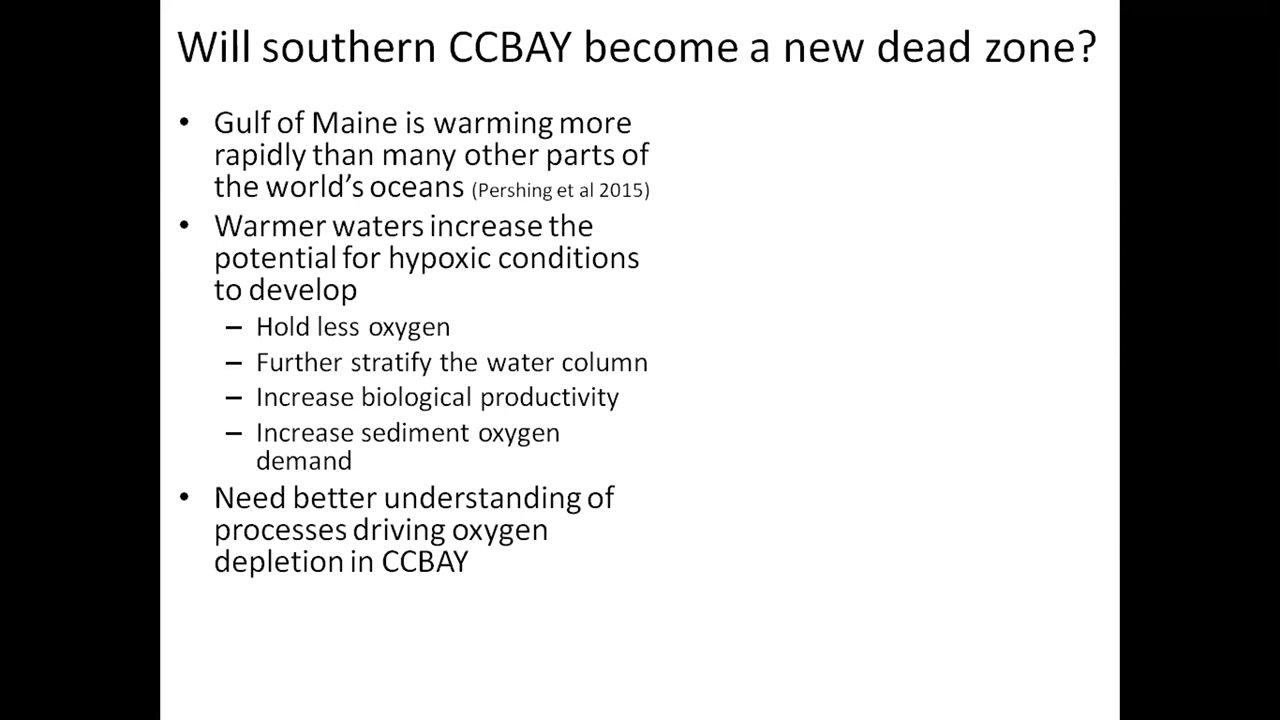 Will southern CCBAY become a new dead zone?
• Gulf of Maine is warming more
rapidly than many other parts of
the world's oceans (Pershing et al 2015)
• Warmer waters increase the
potential for hypoxic conditions
to develop
– Hold less oxygen
– Further stratify the water column
– Increase biological productivity
– Increase sediment oxygen
demand
• Need better understanding of
processes driving oxygen
depletion in CCBAY